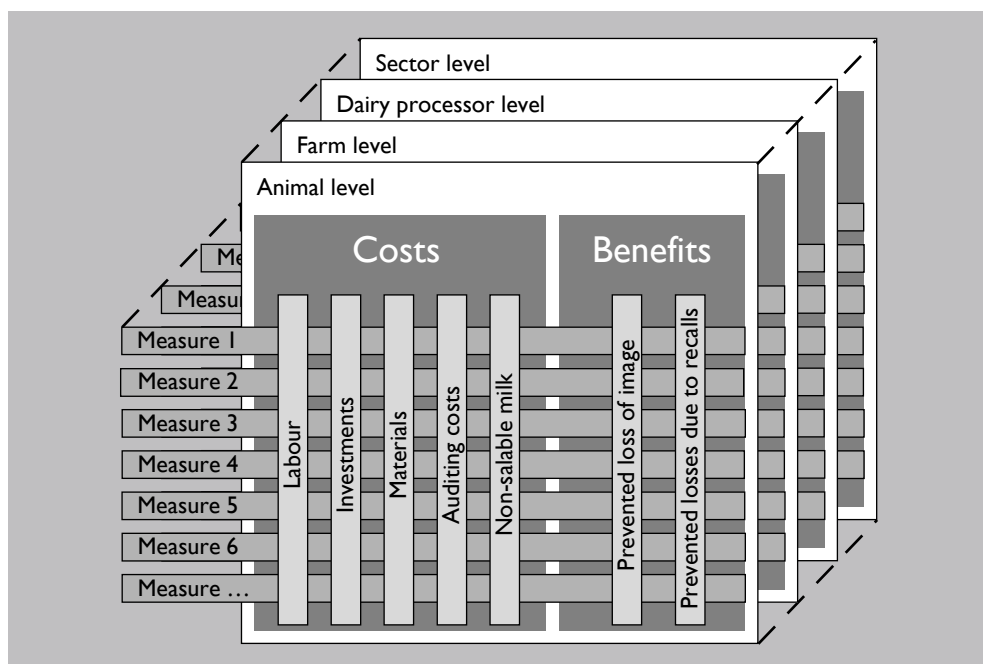 Sector level
Dairy processor level
Farm level
Animal level
Costs
Benefits
Me
Measu
Measure 1
Measure 2
Measure 3
Measure 4
Measure 5
Measure 6
Measure …
Labour
Investments
Materials
Auditing costs
Non-salable milk
Prevented loss of image
Prevented losses due to recalls